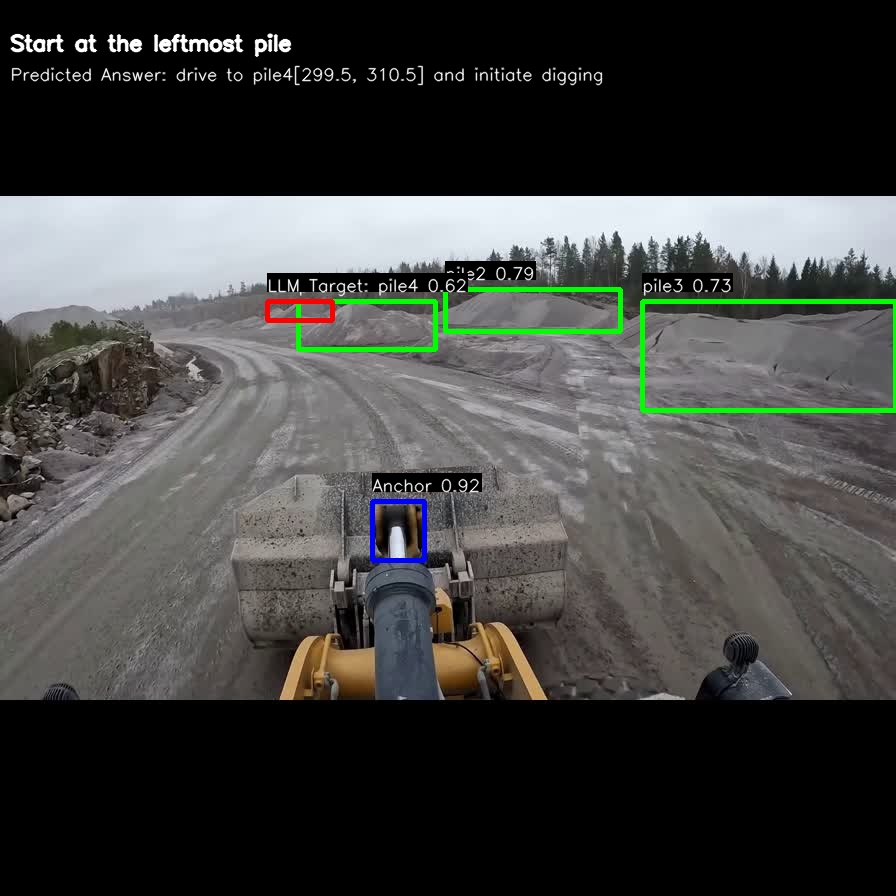 Start at the leftmost pile
Predicted Answer: drive to pile4[299.5, 310.5] and initiate digging
pile2 0.79
LLM Target: pile4 0.62
pile3 0.73
Anchor 0.92